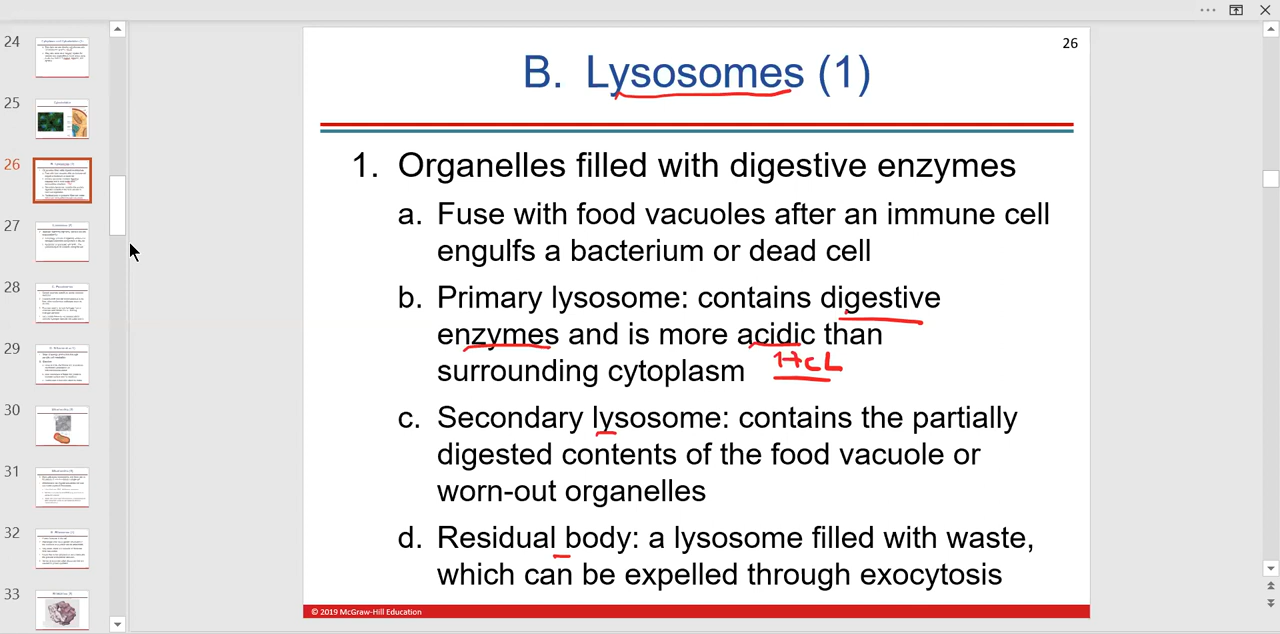 24
25
26
27
28
29
30
31
32
33
26
B. Lysosomes (1)
1. Organelles filled with digestive enzymes
a. Fuse with food vacuoles after an immune cell
engulfs a bacterium or dead cell
b. Primary lysosome: contains digestive
enzymes and is more acidic than
surrounding cytoplasm HCL
c. Secondary lysosome: contains the partially
digested contents of the food vacuole or
worn-out organelles
d. Residual body: a lysosome filled with waste,
which can be expelled through exocytosis
© 2019 McGraw-Hill Education